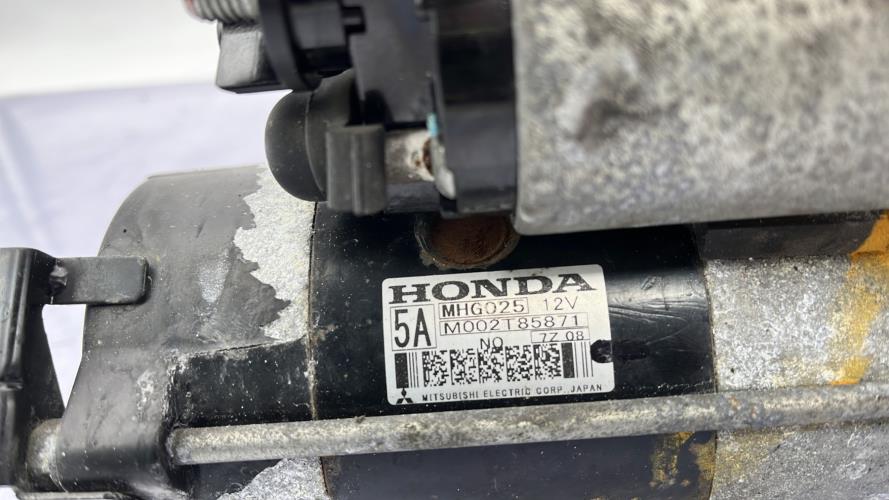 HONDA
5A MHG025 12V
M002T85871
NO 7Z 08
MITSUBISHI ELECTRIC CORP., JAPAN